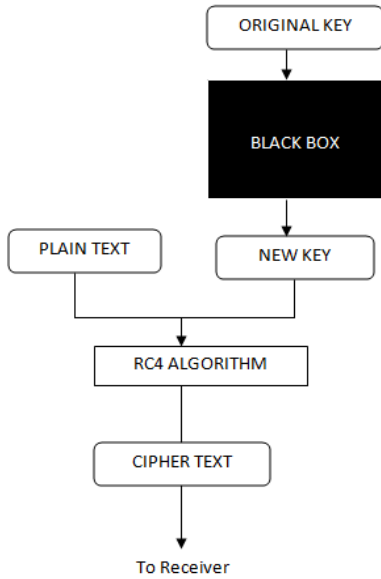 ORIGINAL KEY
BLACK BOX
PLAIN TEXT
NEW KEY
RC4 ALGORITHM
CIPHER TEXT
To Receiver